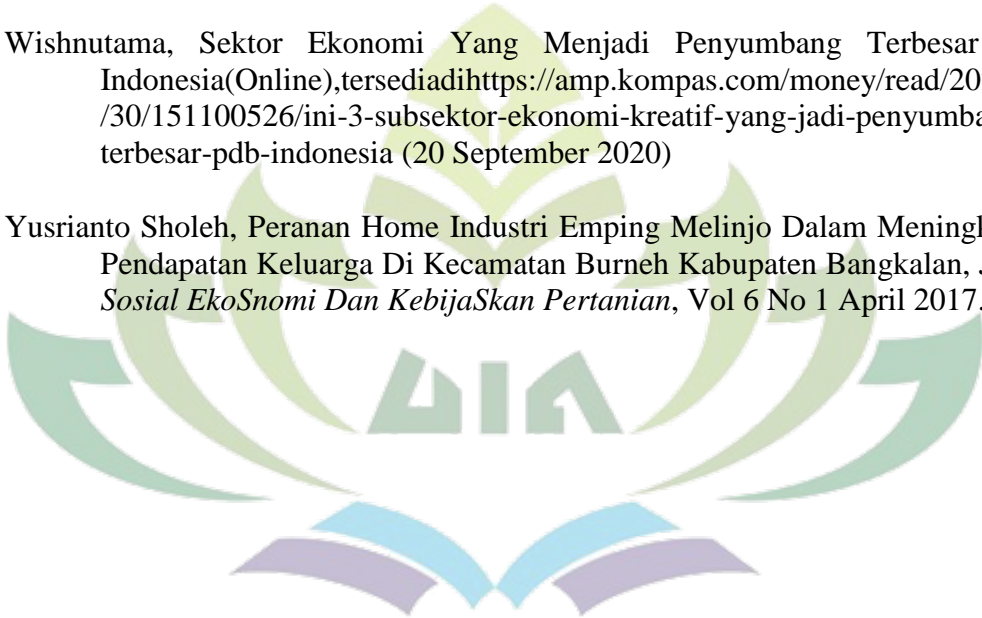 Wishnutama, Sektor Ekonomi Yang Menjadi Penyumbang Terbesar
Indonesia(Online),tersediadihttps://amp.kompas.com/money/read/20
/30/151100526/ini-3-subsektor-ekonomi-kreatif-yang-jadi-penyumba
terbesar-pdb-indonesia (20 September 2020)
Yusrianto Sholeh, Peranan Home Industri Emping Melinjo Dalam Mening
Pendapatan Keluarga Di Kecamatan Burneh Kabupaten Bangkalan,
Sosial EkoSnomi Dan KebijaSkan Pertanian, Vol 6 No 1 April 2017.
UIN